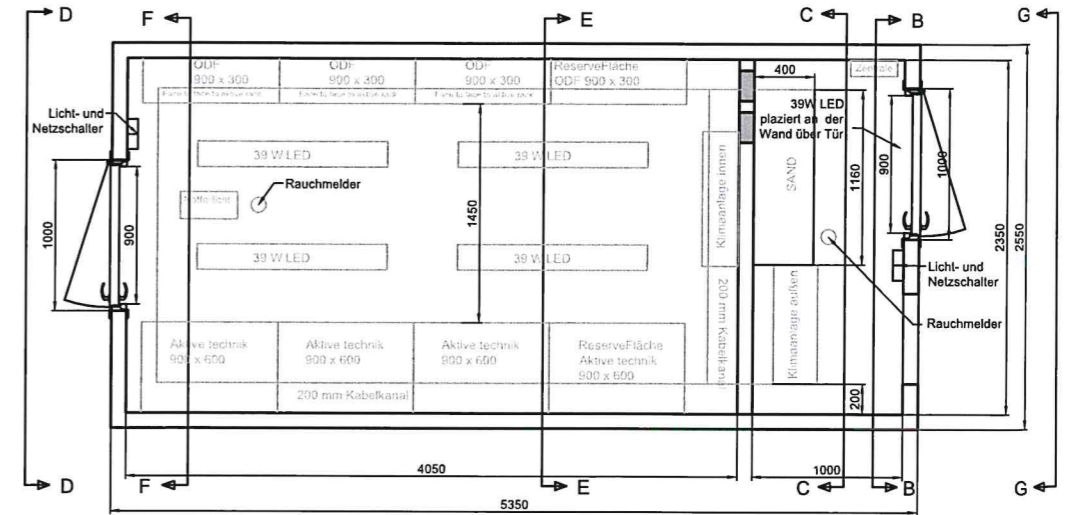 D
F
E
C
B
G
ODF
900 x 300
ODF
900 x 300
ODF
900 x 300
ReserveFläche
ODF 900 x 300
400
Zentrale
Licht- und
Netzschalter
39 W LED
39 W LED
39W LED
plaziert an der
Wand über Tür
Rauchmelder
1450
Klimaanlage innen
SAND
1160
900
1000
1000
900
2350
2550
39 W LED
39 W LED
Licht- und
Netzschalter
Rauchmelder
200 mm Kabelkanal
Klimaanlage außen
Aktive technik
900 x 600
Aktive technik
900 x 600
Aktive technik
900 x 600
ReserveFläche
Aktive technik
900 x 600
200 mm Kabelkanal
200
4050
1000
D
F
E
C
B
G
5350